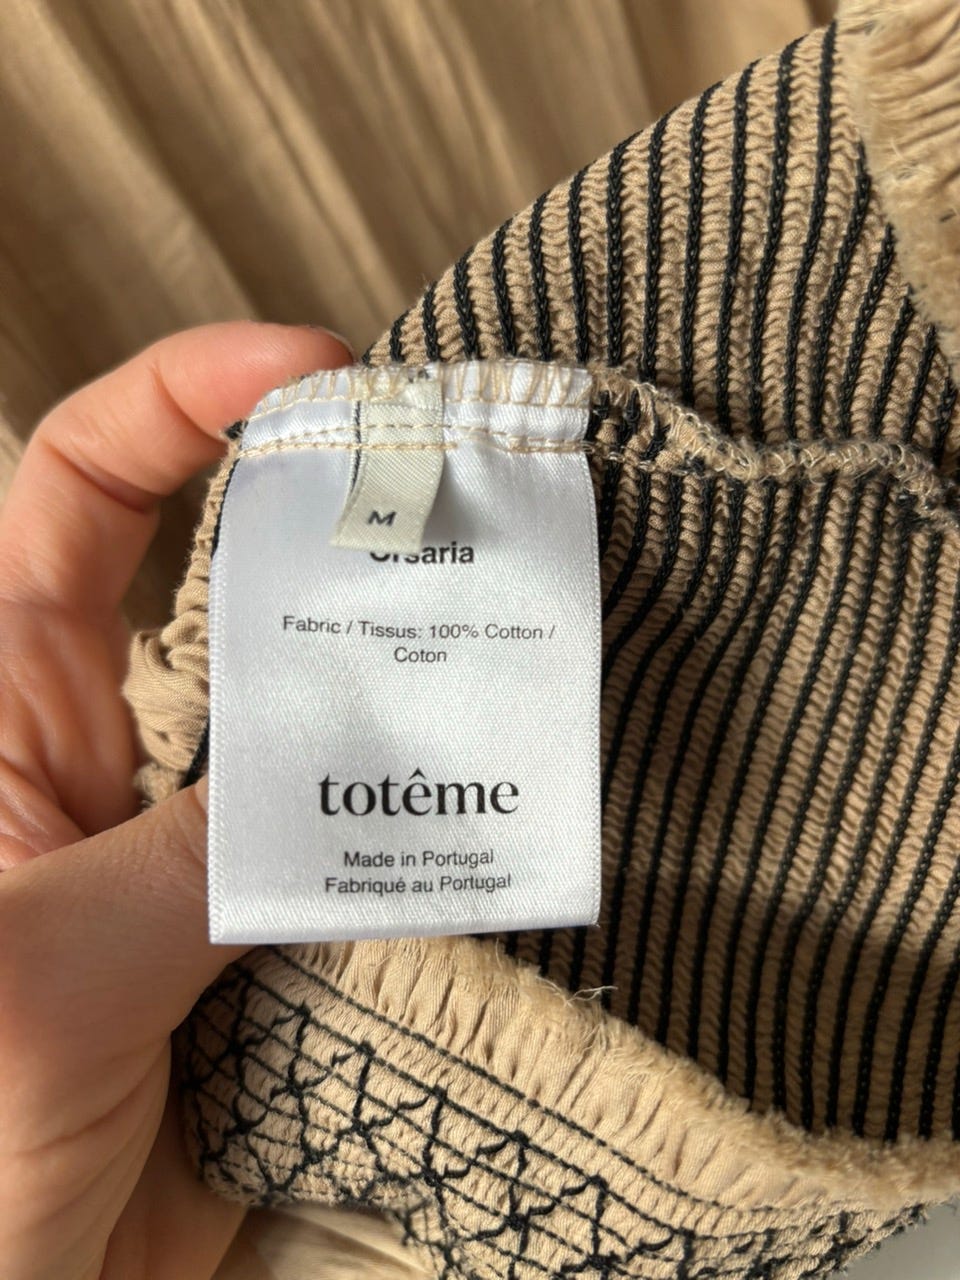 M
Orsaria
Fabric / Tissus: 100% Cotton /
Coton
totême
Made in Portugal
Fabriqué au Portugal